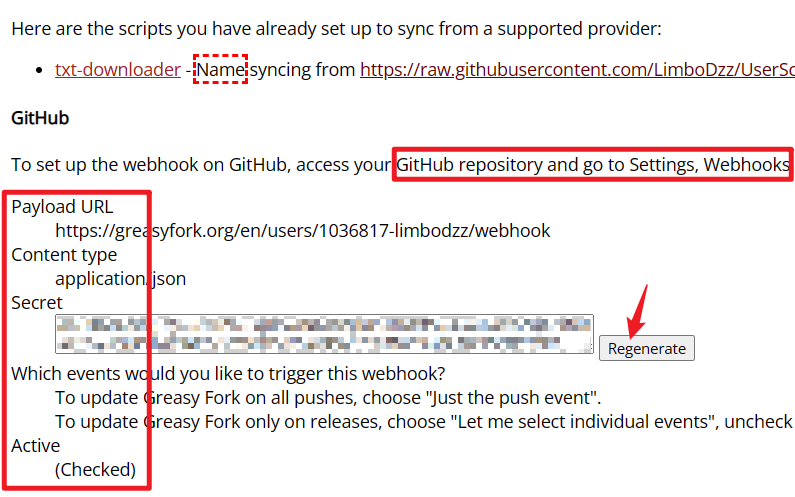 Here are the scripts you have already set up to sync from a supported provider:
txt-downloader - Name syncing from https://raw.githubusercontent.com/LimboDzz/UserSc
GitHub
To set up the webhook on GitHub, access your GitHub repository and go to Settings, Webhooks
Payload URL
https://greasyfork.org/en/users/1036817-limbodzz/webhook
Content type
application/json
Secret
Regenerate
Which events would you like to trigger this webhook?
To update Greasy Fork on all pushes, choose "Just the push event".
To update Greasy Fork only on releases, choose "Let me select individual events", uncheck
Active
(Checked)